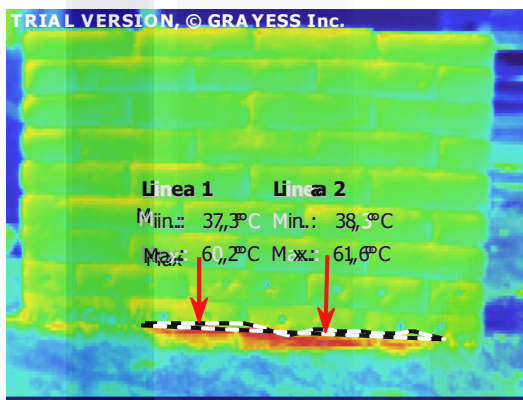 TRIAL VERSION, © GRAYESS Inc.
Linea 1 Linea 2
Min.: 37,3°C Min.: 38,3°C
Max.: 60,2°C Max.: 61,6°C